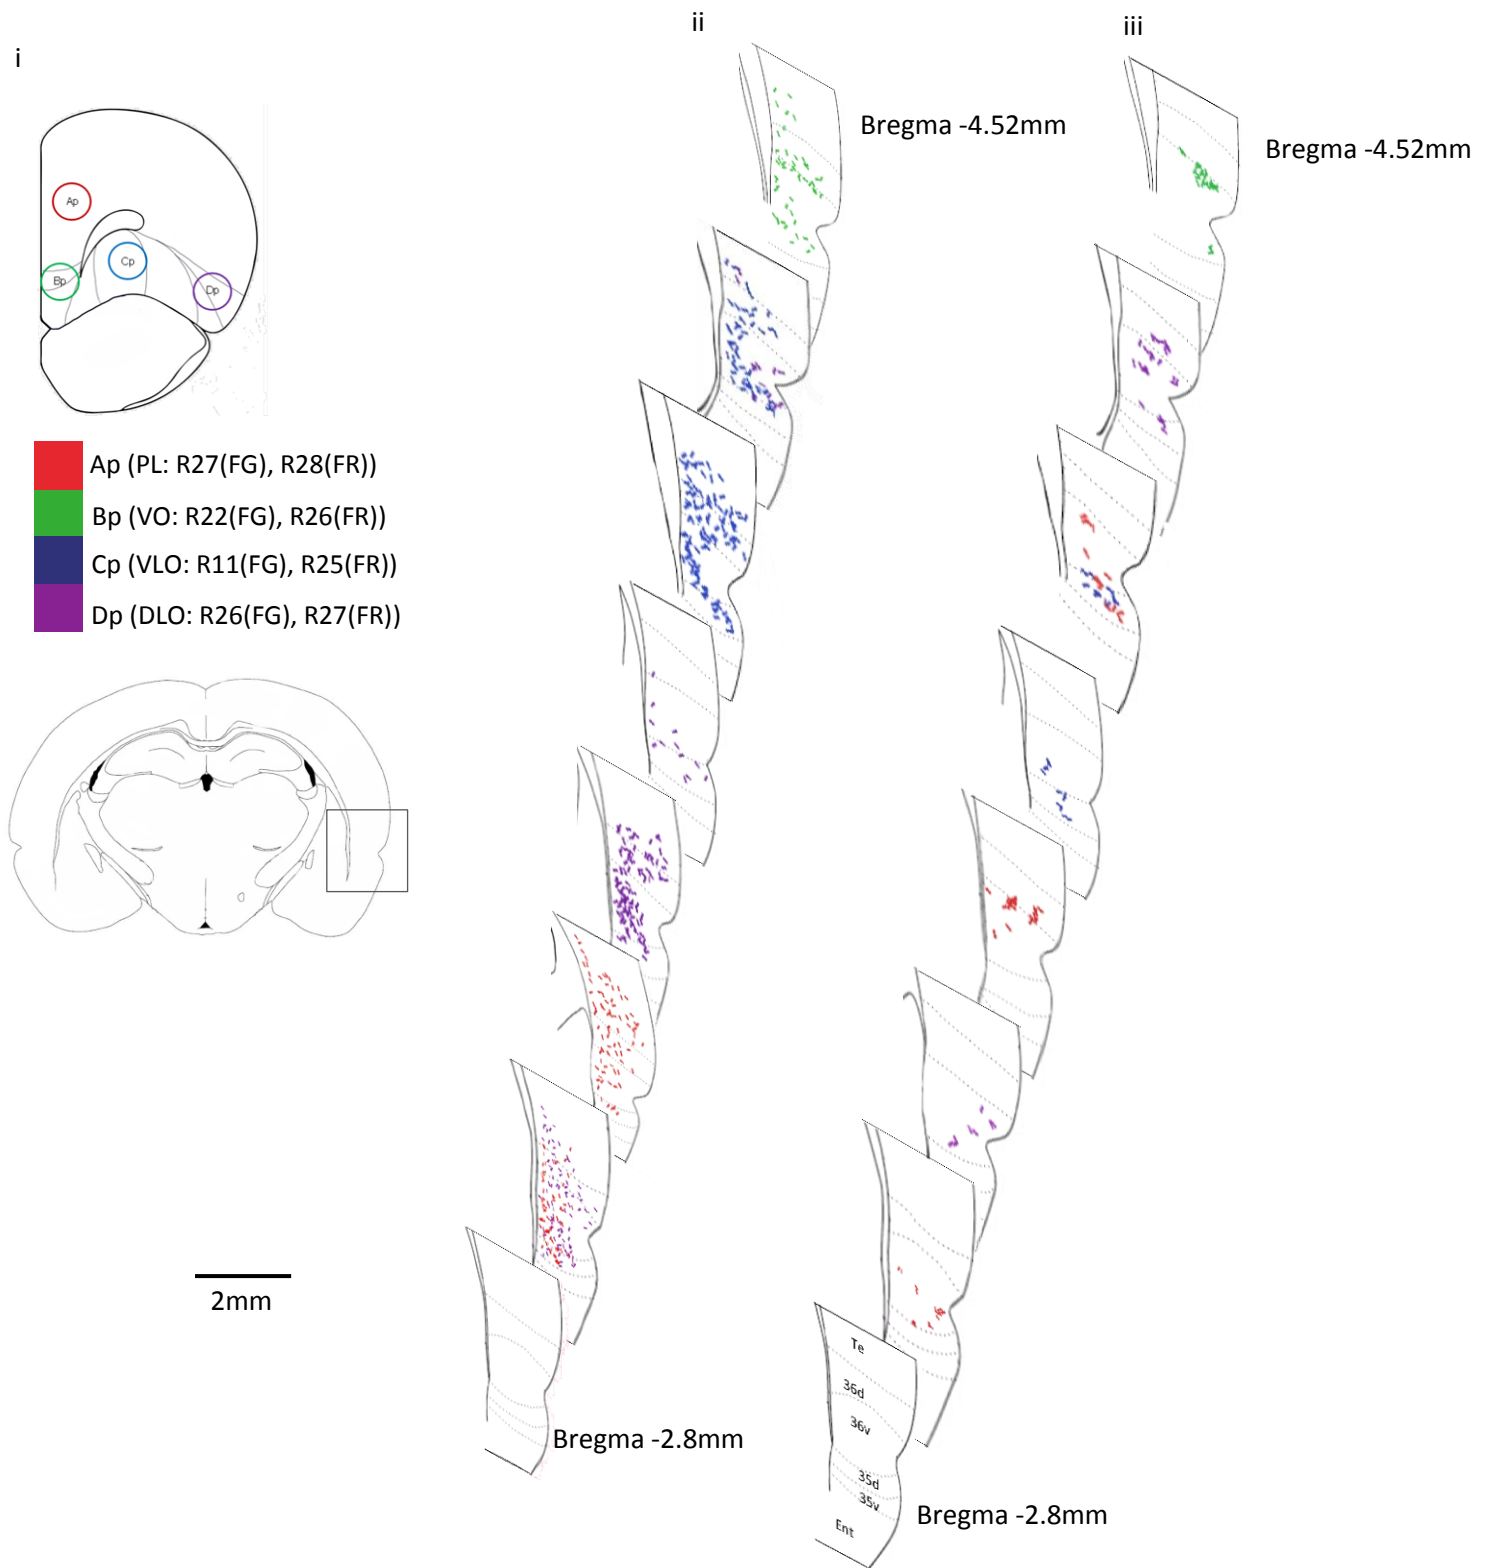 i
ii
iii
Bregma -4.52mm
Bregma -4.52mm
Ap
Bp
Cp
Dp
Ap (PL: R27(FG), R28(FR))
Bp (VO: R22(FG), R26(FR))
Cp (VLO: R11(FG), R25(FR))
Dp (DLO: R26(FG), R27(FR))
2mm
Bregma -2.8mm
Te
36d
36v
35d
35v
Ent
Bregma -2.8mm